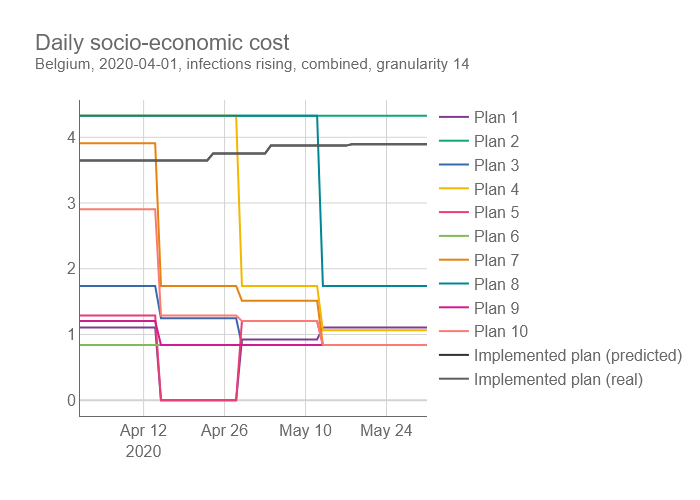 Daily socio-economic cost
Belgium, 2020-04-01, infections rising, combined, granularity 14
4
3
2
1
0
Apr 12
2020
Apr 26
May 10
May 24
Plan 1
Plan 2
Plan 3
Plan 4
Plan 5
Plan 6
Plan 7
Plan 8
Plan 9
Plan 10
Implemented plan (predicted)
Implemented plan (real)